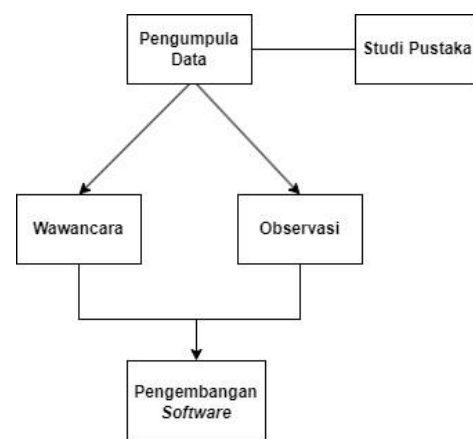 Pengumpula
Data
Studi Pustaka
Wawancara
Observasi
Pengembangan
Software